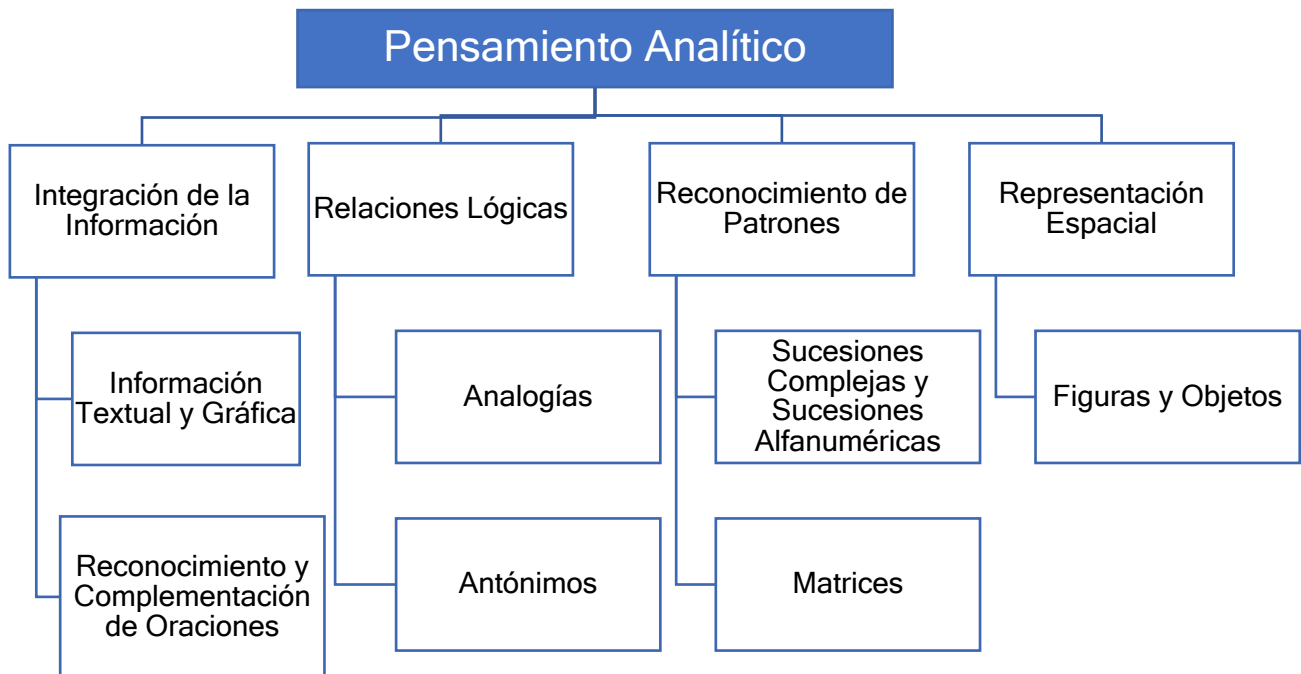 Pensamiento Analítico
Integración de la
Información
Relaciones Lógicas
Reconocimiento de
Patrones
Representación
Espacial
Información
Textual y Gráfica
Analogías
Sucesiones
Complejas y
Sucesiones
Alfanuméricas
Figuras y Objetos
Reconocimiento y
Complementación
de Oraciones
Antónimos
Matrices